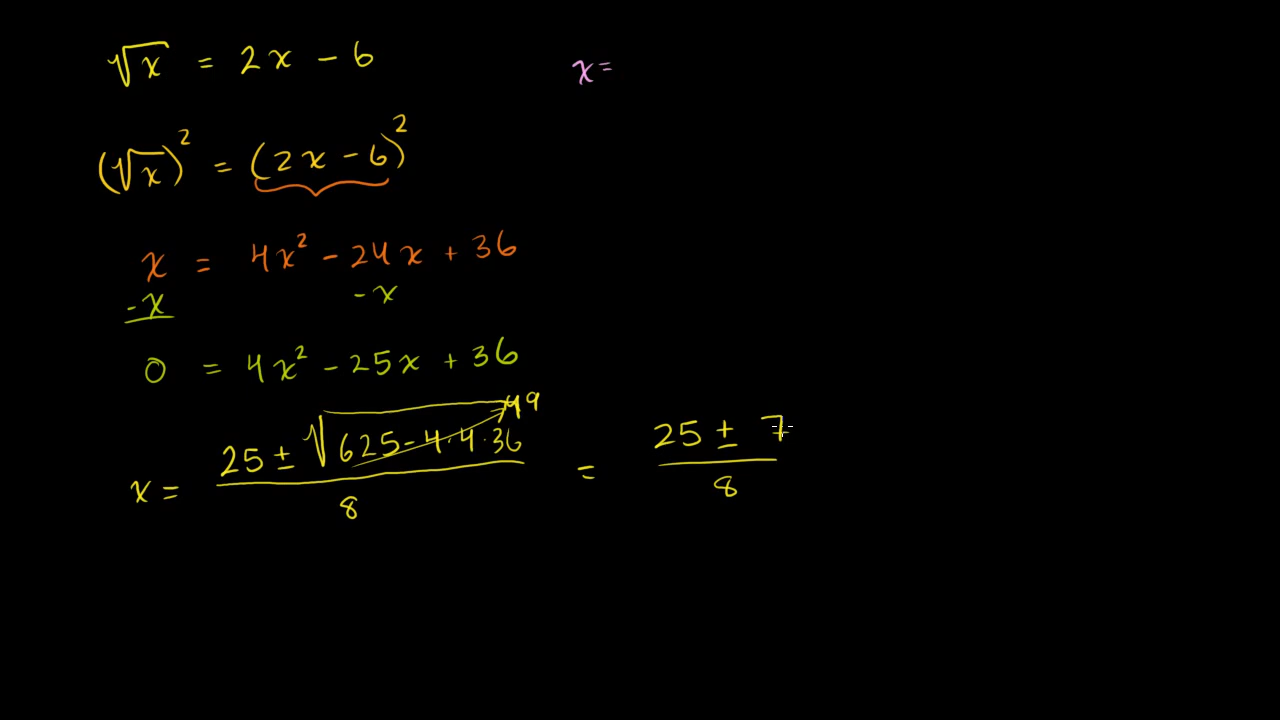 √x = 2x - 6
x =
(√x)² = (2x - 6)²
x = 4x² - 24x + 36
-x - x
0 = 4x² - 25x + 36
49
x = 25 ± √625 - 4·4·36 = 25 ± 7
8 8